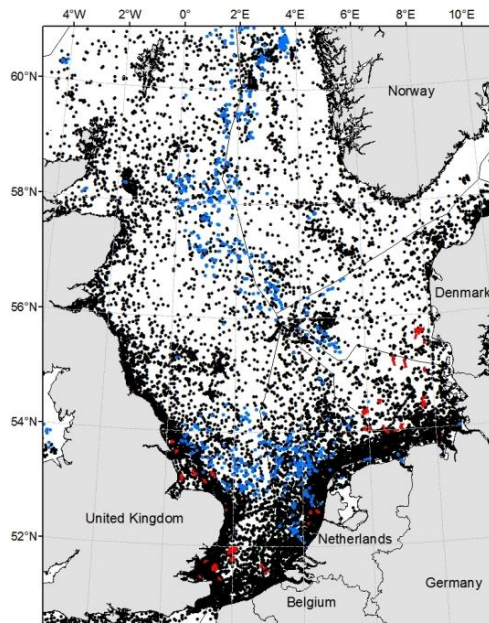 4°W 2°W 0° 2°E 4°E 6°E 8°E 10°E
60°N
Norway
58°N
56°N
Denmark
54°N
52°N
United Kingdom
Netherlands
Germany
Belgium